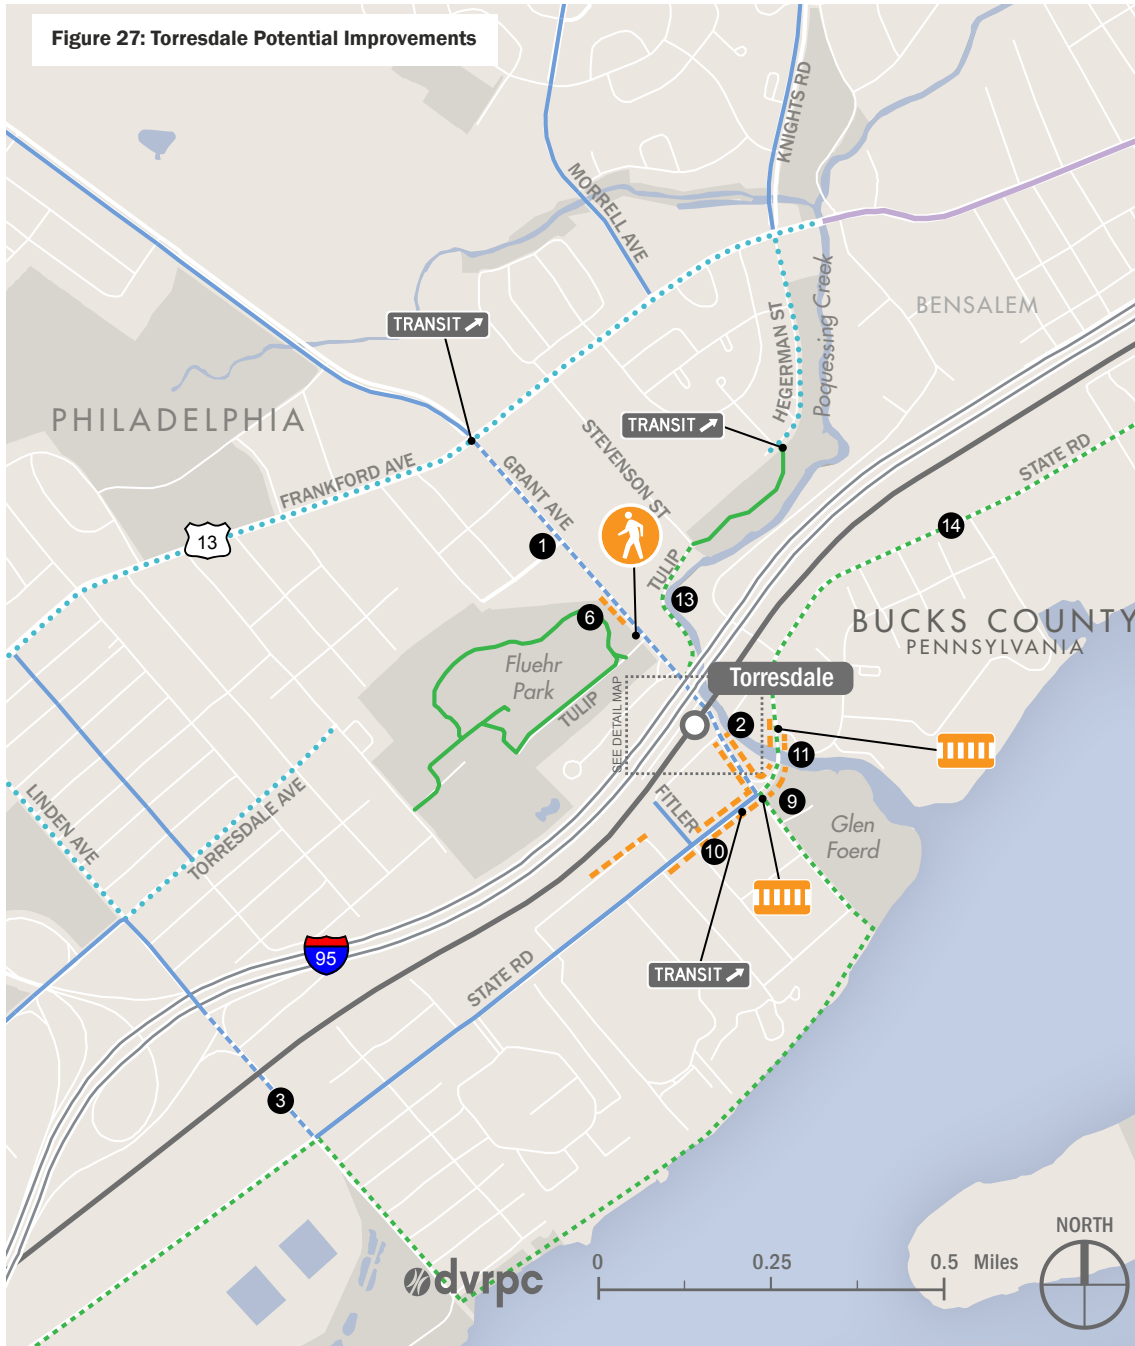 Figure 27: Torresdale Potential Improvements
KNIGHTS RD
MORRELL AVE
BENSALEM
Poquessing Creek
HEGERMAN ST
TRANSIT
PHILADELPHIA
TRANSIT
STEVENSON ST
STATE RD
GRANT AVE
FRANKFORD AVE
13
14
1
TULIP
13
6
BUCKS COUNTY
PENNSYLVANIA
Fluehr
Park
Torresdale
SEE DETAIL MAP
TULIP
2
11
LINDEN AVE
TORRESDALE AVE
FITLER
9
Glen
Foerd
10
95
STATE RD
TRANSIT
3
NORTH
dvrpc
0 0.25 0.5 Miles